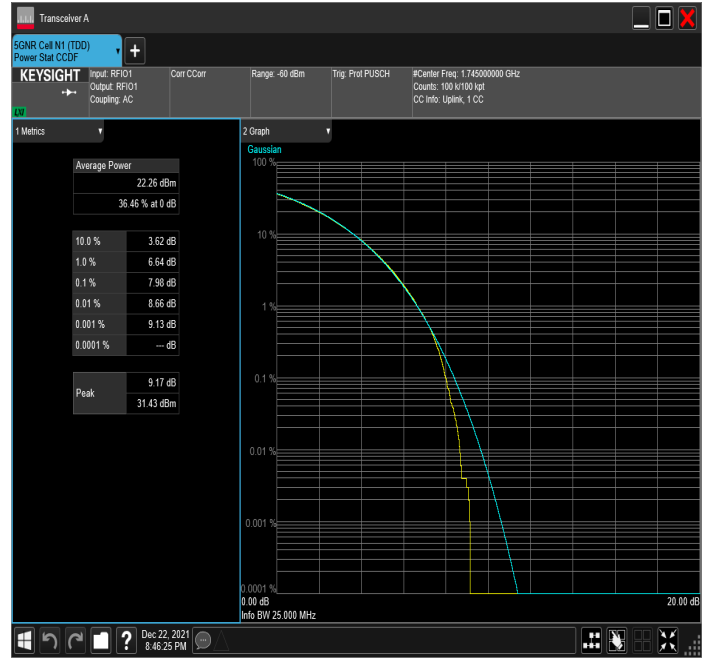 Transceiver A
5GNR Cell N1 (TDD)
Power Stat CCDF
KEYSIGHT
Input: RFIO1
Output: RFIO1
Coupling: AC
Corr CCorr
Range: -60 dBm
Trig: Prot PUSCH
#Center Freq: 1.745000000 GHz
Counts: 100 k/100 kpt
CC Info: Uplink, 1 CC
LXI
1 Metrics
Average Power
22.26 dBm
36.46 % at 0 dB
10.0 % 3.62 dB
1.0 % 6.64 dB
0.1 % 7.98 dB
0.01 % 8.66 dB
0.001 % 9.13 dB
0.0001 % --- dB
Peak
9.17 dB
31.43 dBm
2 Graph
Gaussian
100 %
10 %
1 %
0.1 %
0.01 %
0.001 %
0.0001 %
0.00 dB
20.00 dB
Info BW 25.000 MHz
?
Dec 22, 2021
8:46:25 PM